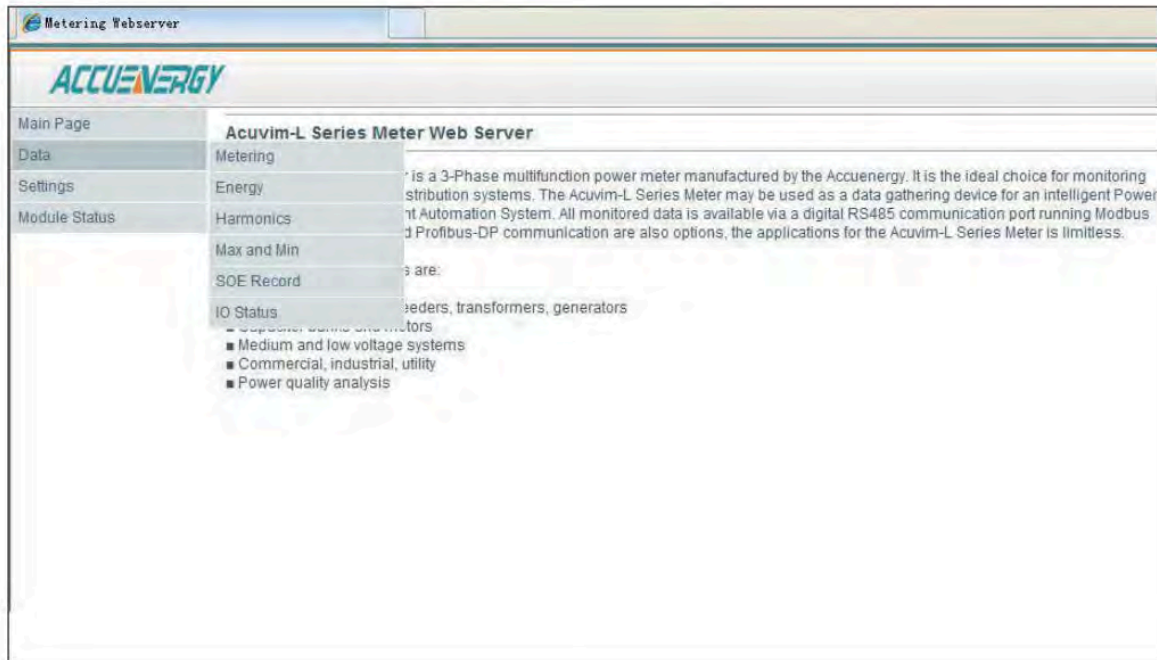 Metering Webserver
ACCUENERGY
Main Page
Data
Settings
Module Status
Metering
Energy
Harmonics
Max and Min
SOE Record
IO Status
Acuvim-L Series Meter Web Server
is a 3-Phase multifunction power meter manufactured by the Accuenergy. It is the ideal choice for monitoring
stribution systems. The Acuvim-L Series Meter may be used as a data gathering device for an intelligent Power
nt Automation System. All monitored data is available via a digital RS485 communication port running Modbus
d Profibus-DP communication are also options, the applications for the Acuvim-L Series Meter is limitless.
s are:
eeders, transformers, generators
tors
■ Medium and low voltage systems
■ Commercial, industrial, utility
■ Power quality analysis